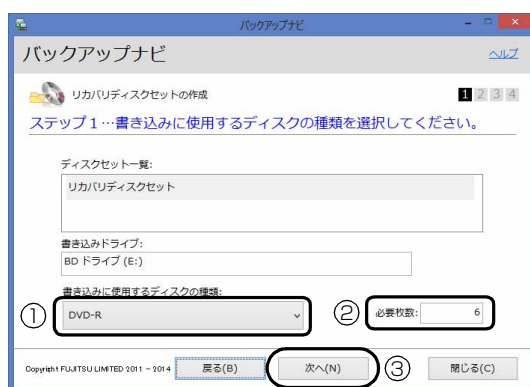 バックアップナビ
バックアップナビ
ヘルプ
リカバリディスクセットの作成
1 2 3 4
ステップ1…書き込みに使用するディスクの種類を選択してください。
ディスクセット一覧:
リカバリディスクセット
書き込みドライブ:
BD ドライブ (E:)
書き込みに使用するディスクの種類:
① DVD-R ② 必要枚数: 6
Copyright FUJITSU LIMITED 2011 - 2014 戻る(B) 次へ(N) ③ 閉じる(C)